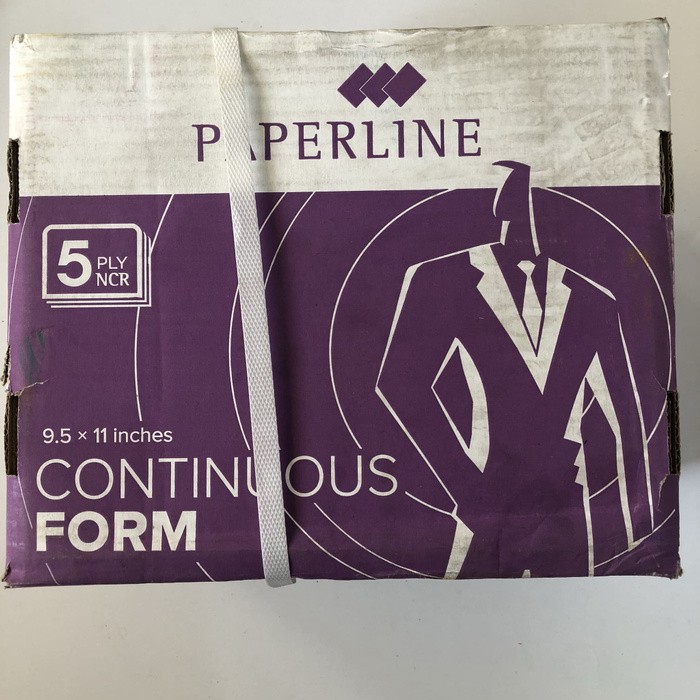 PAPERLINE
5 PLY NCR
9.5 × 11 inches
CONTINUOUS
FORM